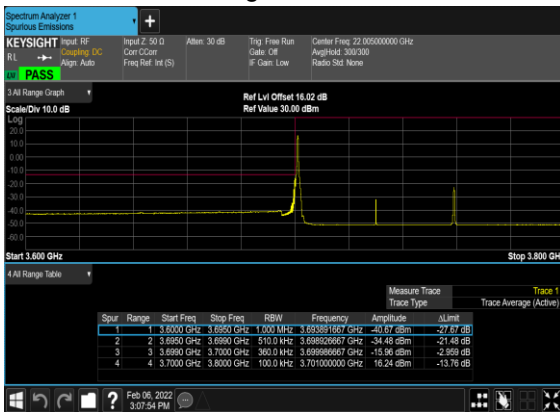 Spectrum Analyzer 1
Spurious Emissions
KEYSIGHT Input: RF Input Z: 50 Ω Atten: 30 dB Trig: Free Run Center Freq: 22.005000000 GHz
RL Coupling: DC Corr CCorr Gate: Off Avg|Hold: 300/300
Align: Auto Freq Ref: Int (S) IF Gain: Low Radio Std: None
LV PASS
3 All Range Graph
Ref Lvl Offset 16.02 dB
Scale/Div 10.0 dB Ref Value 30.00 dBm
Log
20.0
10.0
0.00
-10.0
-20.0
-30.0
-40.0
-50.0
-60.0
Start 3.600 GHz Stop 3.800 GH
4 All Range Table
Measure Trace Trace 1
Trace Type Trace Average (Active)
Spur Range Start Freq Stop Freq RBW Frequency Amplitude ΔLimit
1 1 3.6000 GHz 3.6950 GHz 1.000 MHz 3.693891667 GHz -40.67 dBm -27.67 dB
2 2 3.6950 GHz 3.6990 GHz 510.0 kHz 3.698926667 GHz -34.48 dBm -21.48 dB
3 3 3.6990 GHz 3.7000 GHz 360.0 kHz 3.699986667 GHz -15.96 dBm -2.959 dB
4 4 3.7000 GHz 3.8000 GHz 100.0 kHz 3.701000000 GHz 16.24 dBm -13.76 dB
Feb 06, 2022
3:07:54 PM